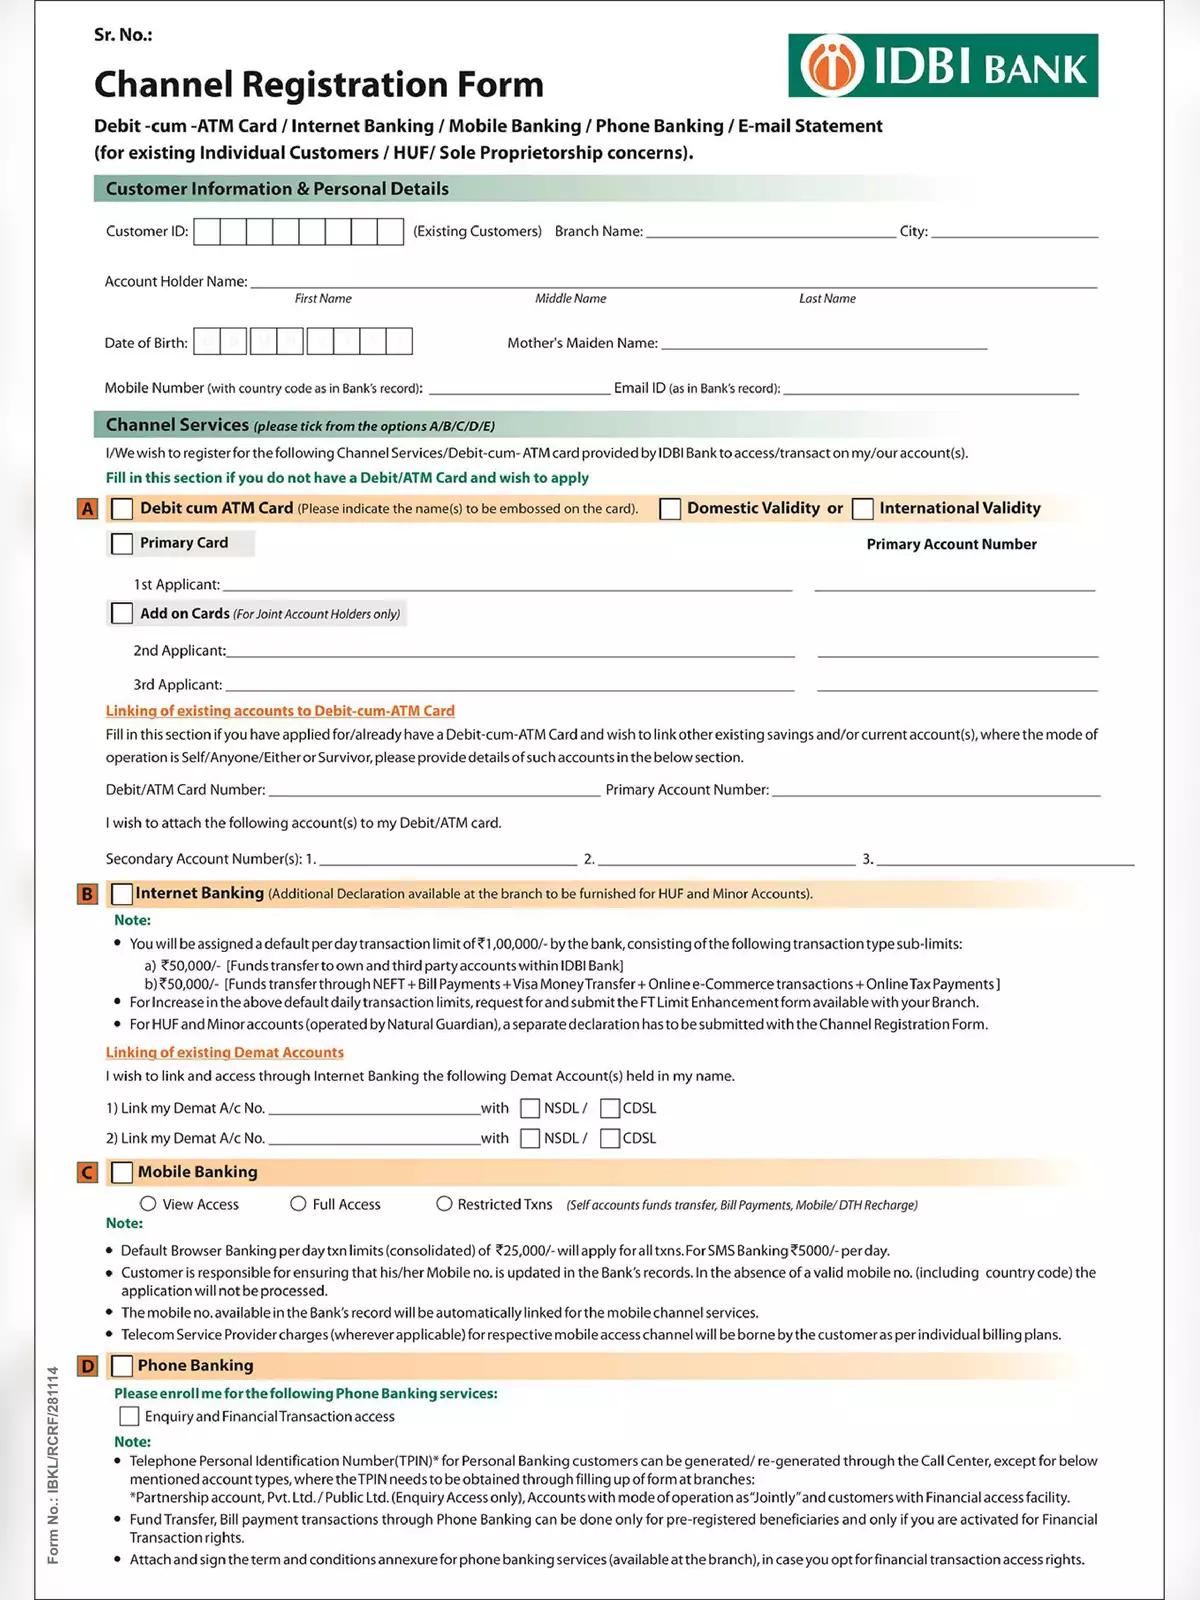 Sr. No.:
IDBI BANK
Channel Registration Form
Debit -cum -ATM Card / Internet Banking / Mobile Banking / Phone Banking / E-mail Statement
(for existing Individual Customers / HUF/ Sole Proprietorship concerns).
Customer Information & Personal Details
Customer ID: (Existing Customers) Branch Name: City:
Account Holder Name:
First Name Middle Name Last Name
Date of Birth: Mother's Maiden Name:
Mobile Number (with country code as in Bank's record): Email ID (as in Bank's record):
Channel Services (please tick from the options A/B/C/D/E)
I/We wish to register for the following Channel Services/Debit-cum- ATM card provided by IDBI Bank to access/transact on my/our account(s).
Fill in this section if you do not have a Debit/ATM Card and wish to apply
A Debit cum ATM Card (Please indicate the name(s) to be embossed on the card). Domestic Validity or International Validity
Primary Card Primary Account Number
1st Applicant:
Add on Cards (For Joint Account Holders only)
2nd Applicant:
3rd Applicant:
Linking of existing accounts to Debit-cum-ATM Card
Fill in this section if you have applied for/already have a Debit-cum-ATM Card and wish to link other existing savings and/or current account(s), where the mode of
operation is Self/Anyone/Either or Survivor, please provide details of such accounts in the below section.
Debit/ATM Card Number: Primary Account Number:
I wish to attach the following account(s) to my Debit/ATM card.
Secondary Account Number(s): 1. 2. 3.
B Internet Banking (Additional Declaration available at the branch to be furnished for HUF and Minor Accounts).
Note:
• You will be assigned a default per day transaction limit of ₹1,00,000/- by the bank, consisting of the following transaction type sub-limits:
a) ₹50,000/- [Funds transfer to own and third party accounts within IDBI Bank]
b) ₹50,000/- [Funds transfer through NEFT + Bill Payments + Visa Money Transfer + Online e-Commerce transactions + Online Tax Payments ]
• For Increase in the above default daily transaction limits, request for and submit the FT Limit Enhancement form available with your Branch.
• For HUF and Minor accounts (operated by Natural Guardian), a separate declaration has to be submitted with the Channel Registration Form.
Linking of existing Demat Accounts
I wish to link and access through Internet Banking the following Demat Account(s) held in my name.
1) Link my Demat A/c No. with NSDL / CDSL
2) Link my Demat A/c No. with NSDL / CDSL
C Mobile Banking
View Access Full Access Restricted Txns (Self accounts funds transfer, Bill Payments, Mobile/ DTH Recharge)
Note:
• Default Browser Banking per day txn limits (consolidated) of ₹25,000/- will apply for all txns. For SMS Banking ₹5000/- per day.
• Customer is responsible for ensuring that his/her Mobile no. is updated in the Bank's records. In the absence of a valid mobile no. (including country code) the
application will not be processed.
• The mobile no. available in the Bank's record will be automatically linked for the mobile channel services.
• Telecom Service Provider charges (wherever applicable) for respective mobile access channel will be borne by the customer as per individual billing plans.
D Phone Banking
Please enroll me for the following Phone Banking services:
Enquiry and Financial Transaction access
Note:
• Telephone Personal Identification Number(TPIN)* for Personal Banking customers can be generated/ re-generated through the Call Center, except for below
mentioned account types, where the TPIN needs to be obtained through filling up of form at branches:
*Partnership account, Pvt. Ltd. / Public Ltd. (Enquiry Access only), Accounts with mode of operation as "Jointly" and customers with Financial access facility.
• Fund Transfer, Bill payment transactions through Phone Banking can be done only for pre-registered beneficiaries and only if you are activated for Financial
Transaction rights.
• Attach and sign the term and conditions annexure for phone banking services (available at the branch), in case you opt for financial transaction access rights.
Form No.: IBKL/RCRF/281114